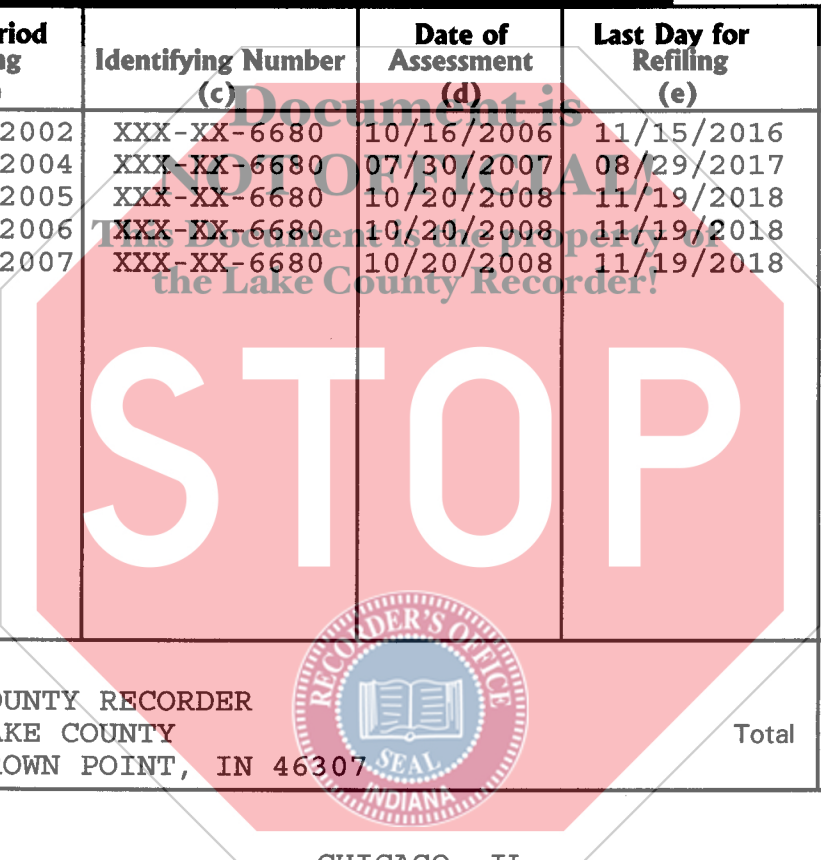 Date of Last Day for
Identifying Number Assessment Refiling
(c) (d) (e)
2002 XXX-XX-6680 10/16/2006 11/15/2016
2004 XXX-XX-6680 07/30/2007 08/29/2017
2005 XXX-XX-6680 10/20/2008 11/19/2018
2006 XXX-XX-6680 10/20/2008 11/19/2018
2007 XXX-XX-6680 10/20/2008 11/19/2018
Document is
NOT OFFICIAL!
This Document is the property of
the Lake County Recorder!
STOP
RECORDER'S OFFICE
SEAL
INDIANA
RECORDER
COUNTY Total
POINT, IN 46307